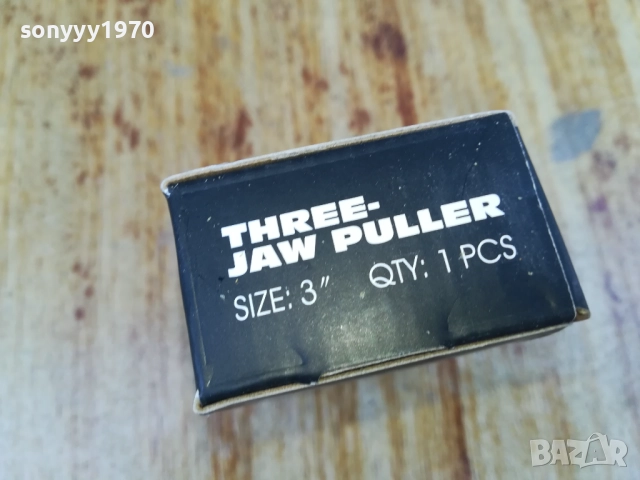 sonyyy1970
THREE-
JAW PULLER
SIZE: 3" QTY: 1 PCS
BAZAR